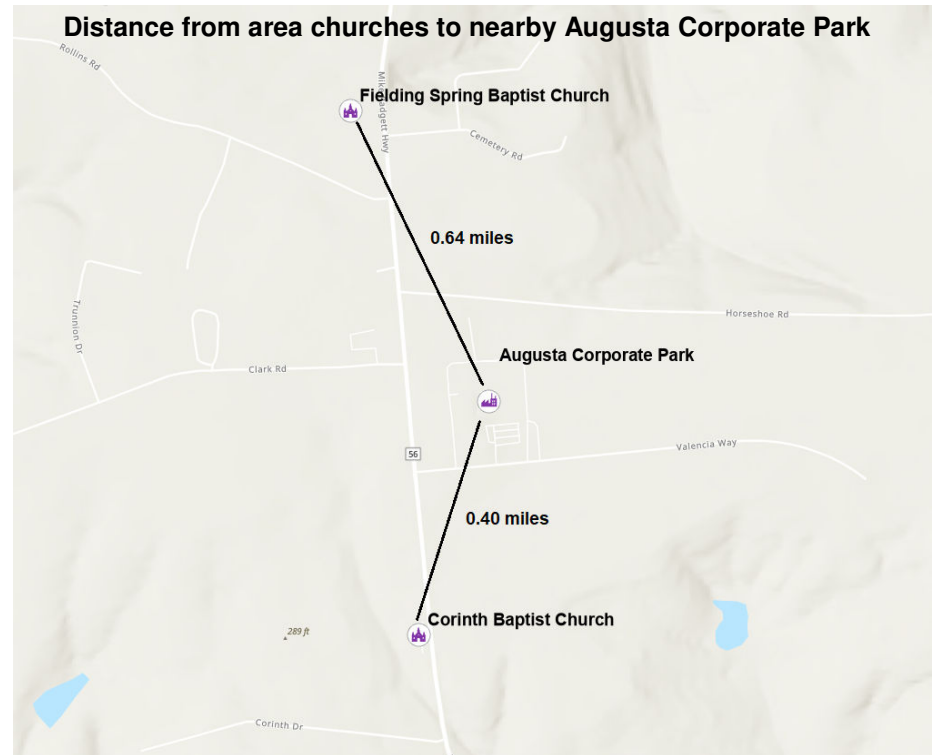 Distance from area churches to nearby Augusta Corporate Park
Rollins Rd
Fielding Spring Baptist Church
Hwy
Cemetery Rd
0.64 miles
Trunnion Dr
Horseshoe Rd
Augusta Corporate Park
Clark Rd
Valencia Way
56
0.40 miles
Corinth Baptist Church
289 ft
Corinth Dr